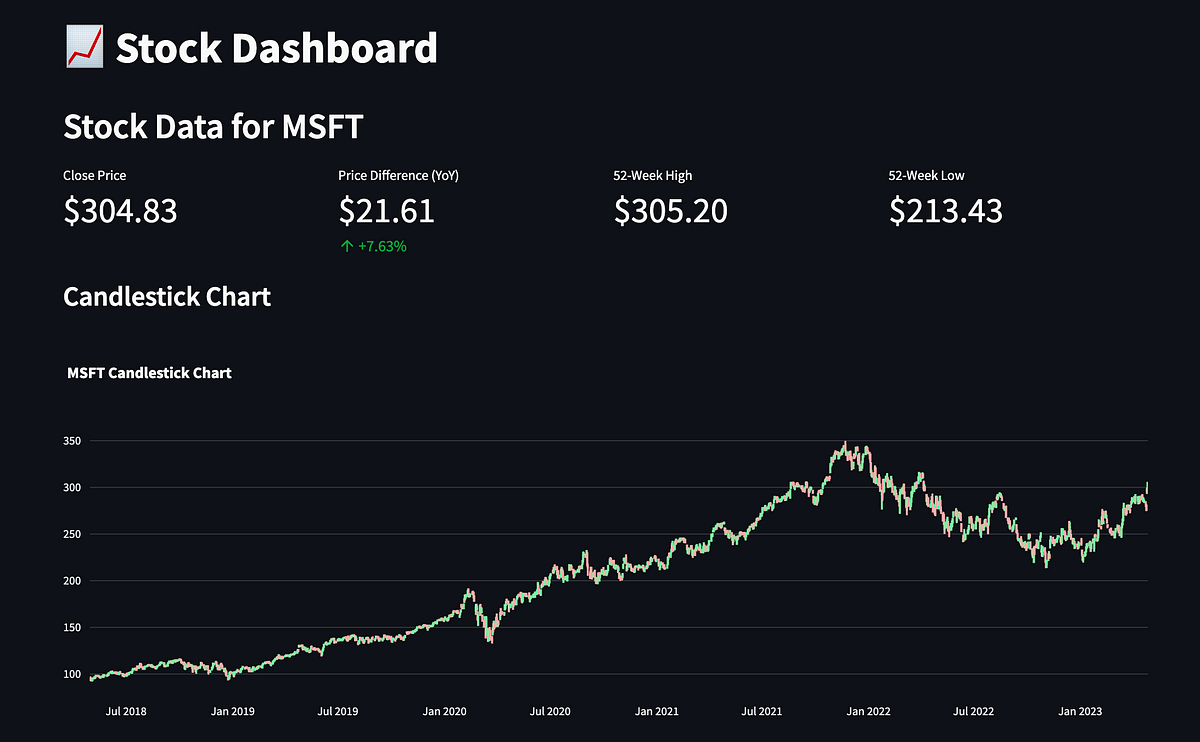 Stock Dashboard
Stock Data for MSFT
Close Price
$304.83
Price Difference (YoY)
$21.61
↑ +7.63%
52-Week High
$305.20
52-Week Low
$213.43
Candlestick Chart
MSFT Candlestick Chart
350
300
250
200
150
100
Jul 2018 Jan 2019 Jul 2019 Jan 2020 Jul 2020 Jan 2021 Jul 2021 Jan 2022 Jul 2022 Jan 2023